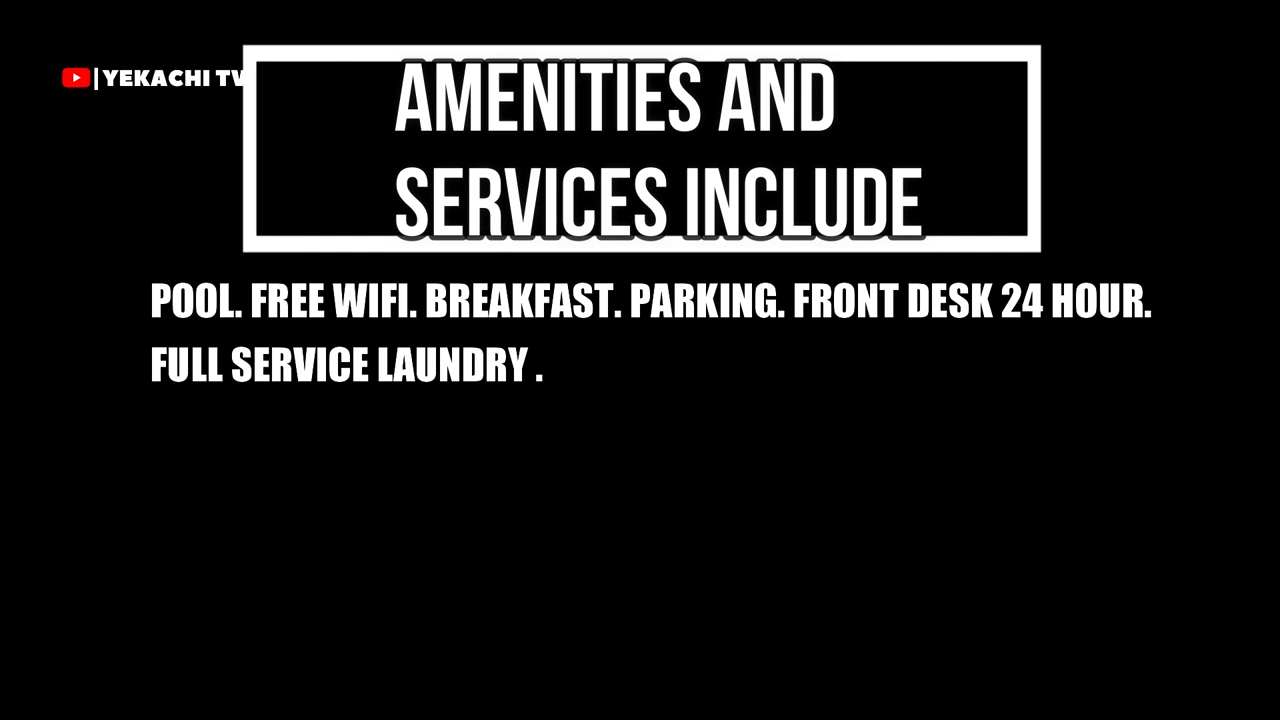 | YEKACHI TV
AMENITIES AND
SERVICES INCLUDE
POOL. FREE WIFI. BREAKFAST. PARKING. FRONT DESK 24 HOUR.
FULL SERVICE LAUNDRY .